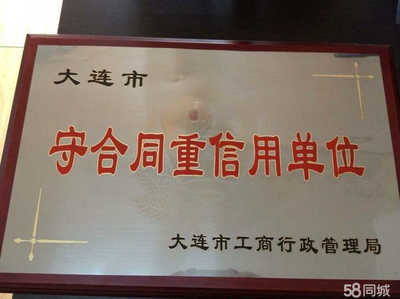 大连市
守合同重信用单位
大连市工商行政管理局
58同城